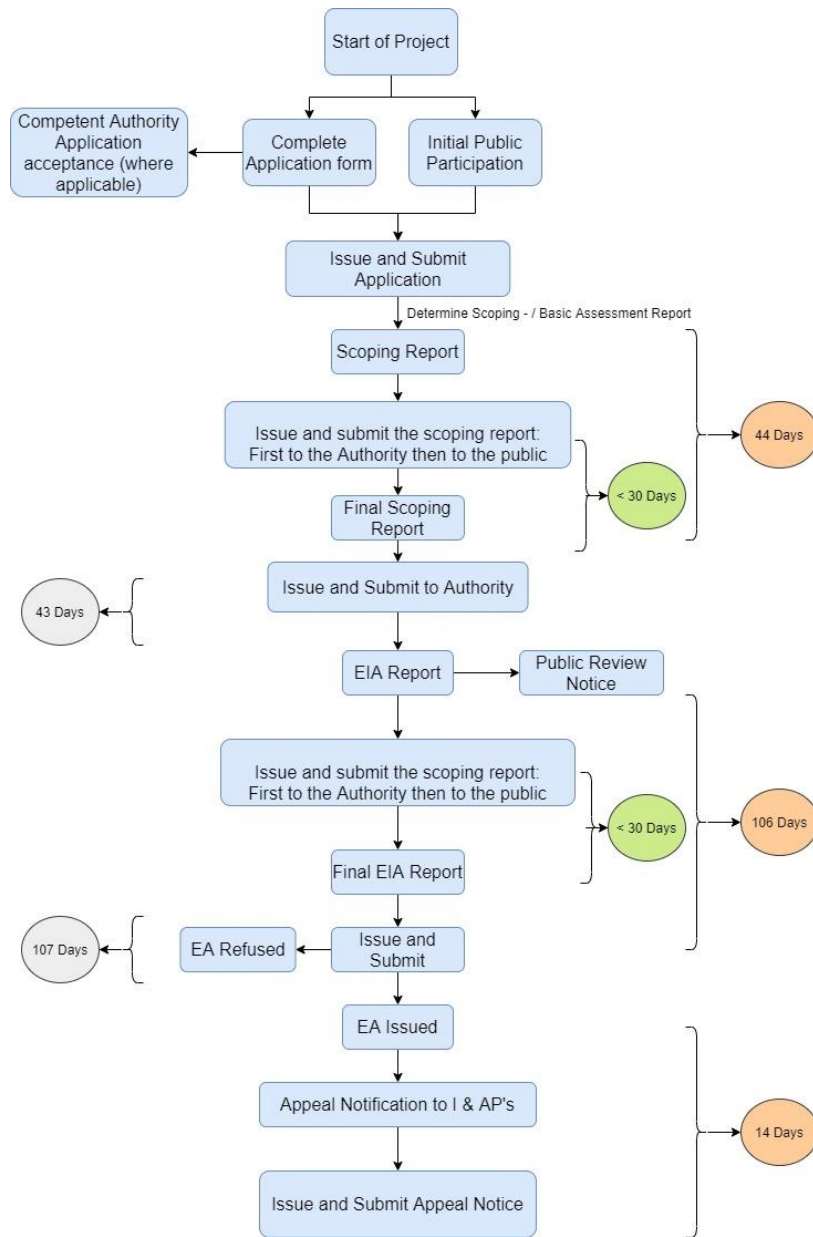 Start of Project
Competent Authority
Application
acceptance (where
applicable)
Complete
Application form
Initial Public
Participation
Issue and Submit
Application
Determine Scoping - / Basic Assessment Report
Scoping Report
Issue and submit the scoping report:
First to the Authority then to the public
44 Days
< 30 Days
Final Scoping
Report
Issue and Submit to Authority
43 Days
EIA Report
Public Review
Notice
Issue and submit the scoping report:
First to the Authority then to the public
< 30 Days
106 Days
Final EIA Report
107 Days
EA Refused
Issue and
Submit
EA Issued
Appeal Notification to I & AP's
14 Days
Issue and Submit Appeal Notice